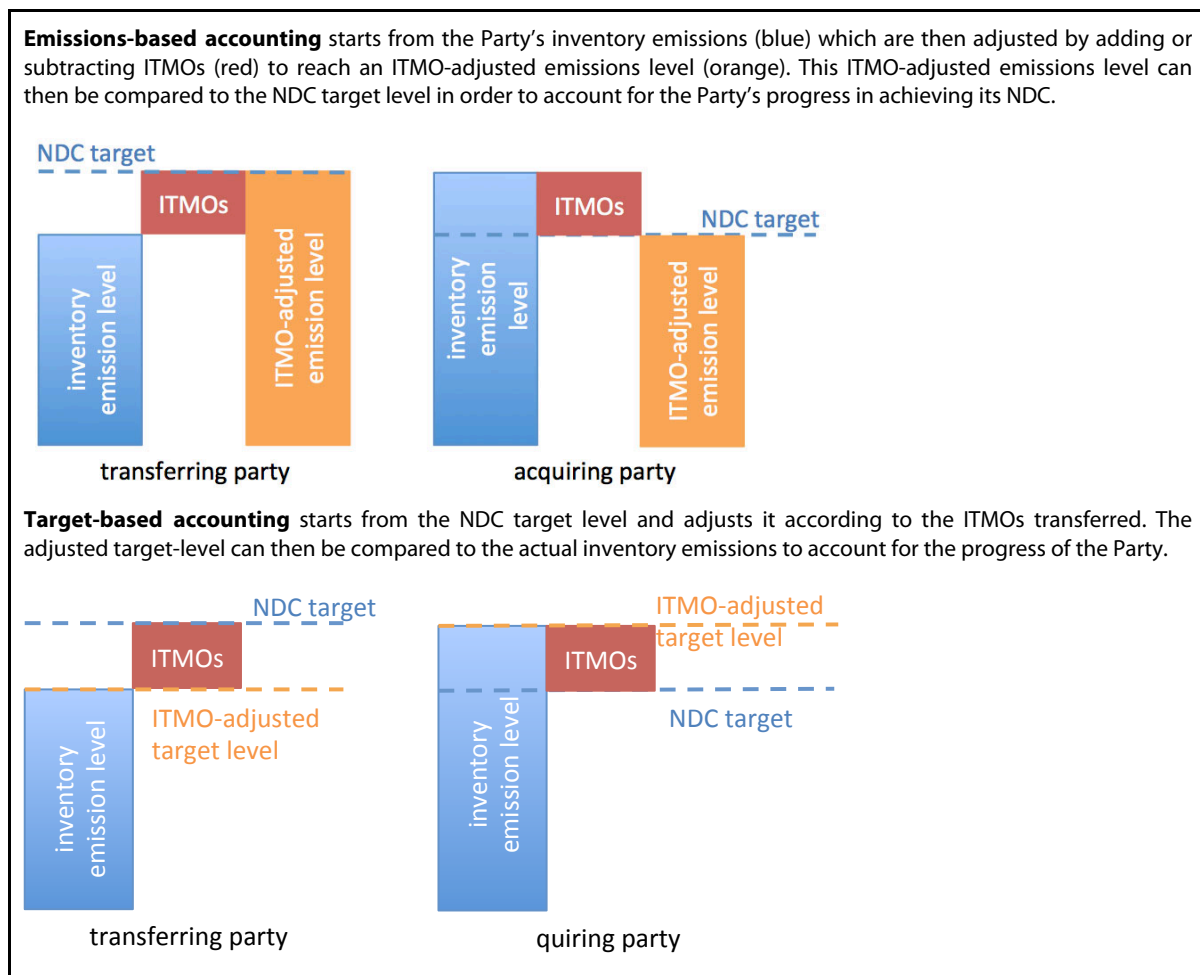 Emissions-based accounting starts from the Party's inventory emissions (blue) which are then adjusted by adding or
subtracting ITMOs (red) to reach an ITMO-adjusted emissions level (orange). This ITMO-adjusted emissions level can
then be compared to the NDC target level in order to account for the Party's progress in achieving its NDC.
NDC target
ITMOs
inventory
emission level
ITMO-adjusted
emission level
transferring party
ITMOs
NDC target
inventory
emission
level
ITMO-adjusted
emission level
acquiring party
Target-based accounting starts from the NDC target level and adjusts it according to the ITMOs transferred. The
adjusted target-level can then be compared to the actual inventory emissions to account for the progress of the Party.
NDC target
ITMOs
ITMO-adjusted
target level
inventory
emission level
transferring party
ITMO-adjusted
target level
ITMOs
NDC target
inventory
emission level
quiring party